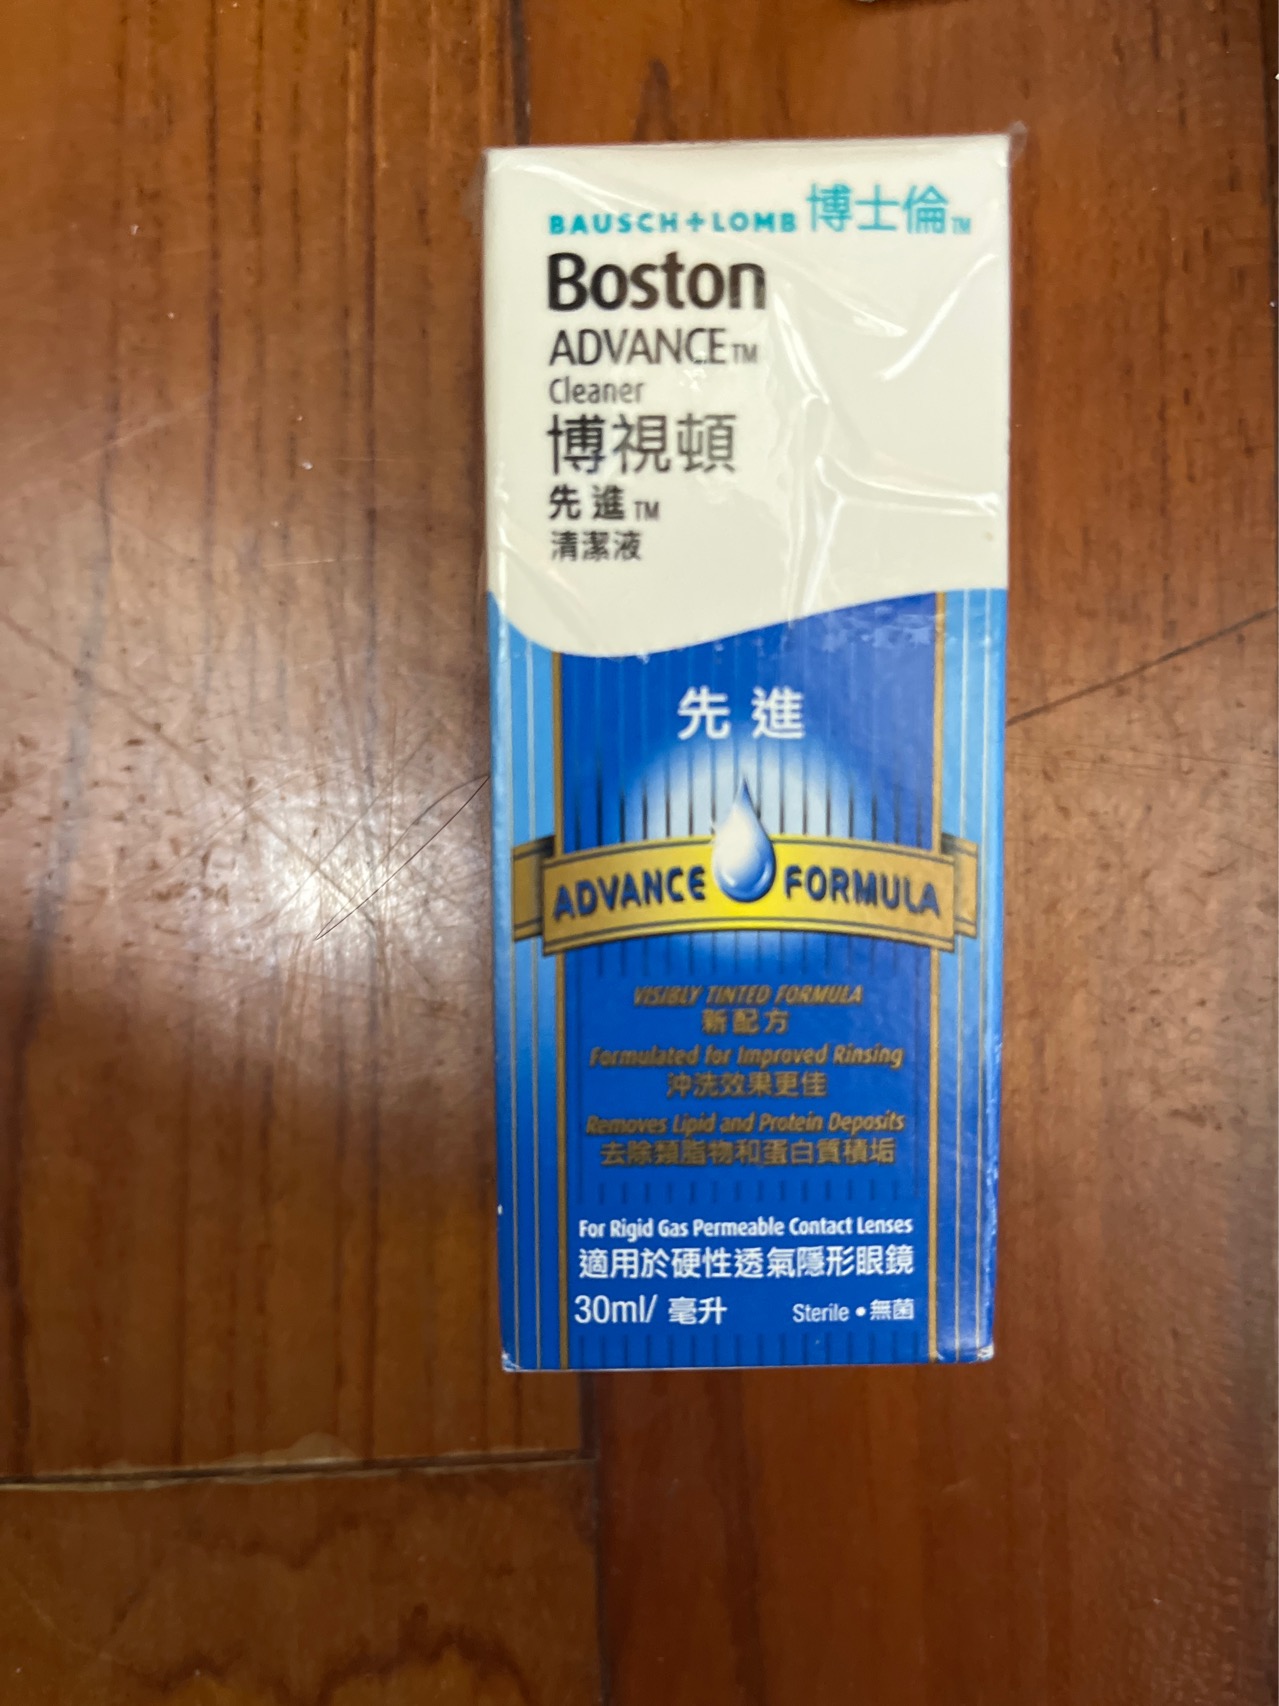 BAUSCH + LOMB 博士倫™
Boston
ADVANCE™
Cleaner
博視頓
先進™
清潔液
先進
ADVANCE FORMULA
VISIBLY TINTED FORMULA
新配方
Formulated for Improved Rinsing
沖洗效果更佳
Removes Lipid and Protein Deposits
去除類脂物和蛋白質積垢
For Rigid Gas Permeable Contact Lenses
適用於硬性透氣隱形眼鏡
30ml/ 毫升 Sterile • 無菌